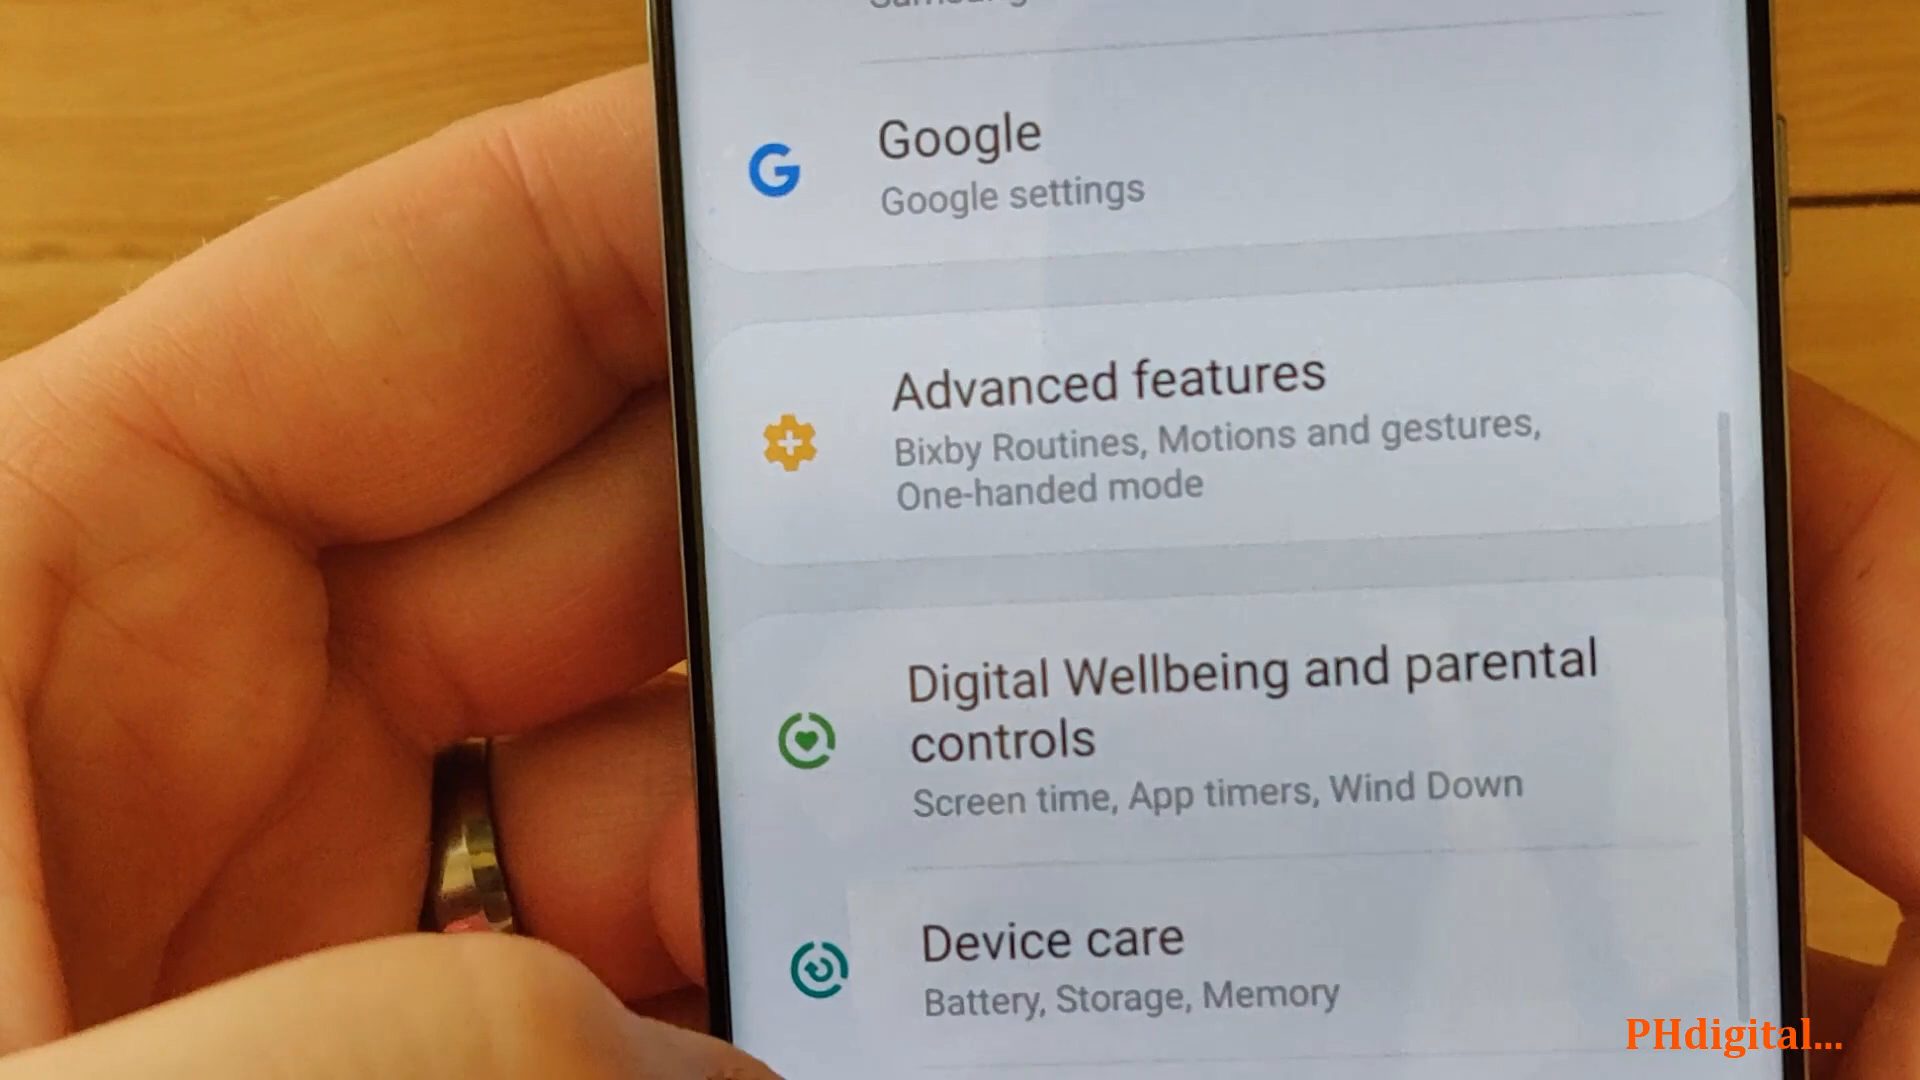 Google
Google settings
Advanced features
Bixby Routines, Motions and gestures,
One-handed mode
Digital Wellbeing and parental
controls
Screen time, App timers, Wind Down
Device care
Battery, Storage, Memory
PHdigital...